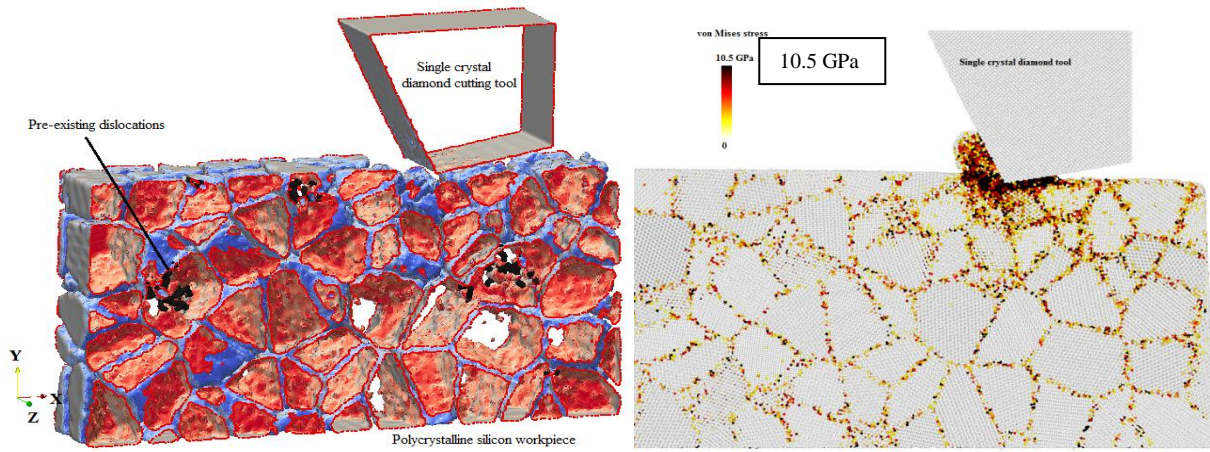 Single crystal
diamond cutting tool
Pre-existing dislocations
Y
X
Z
Polycrystalline silicon workpiece
von Mises stress
10.5 GPa
0
10.5 GPa
Single crystal diamond tool